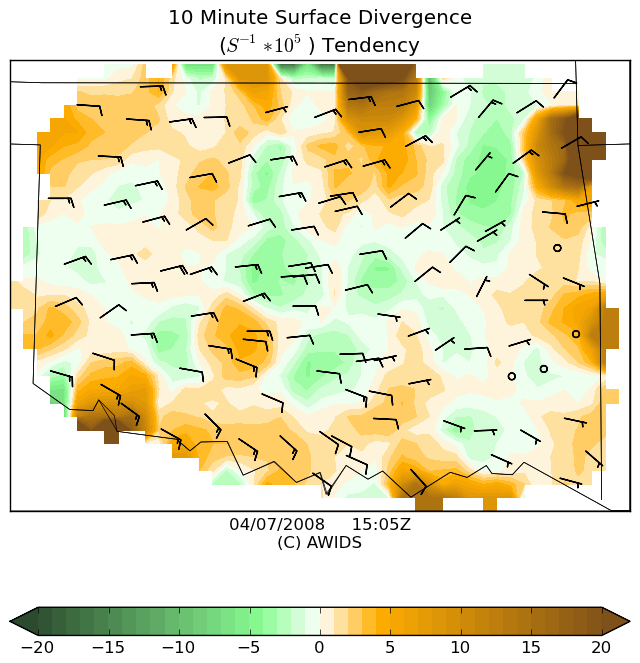 10 Minute Surface Divergence
(S⁻¹ ∗ 10⁵ ) Tendency
04/07/2008 15:05Z
(C) AWIDS
−20 −15 −10 −5 0 5 10 15 20